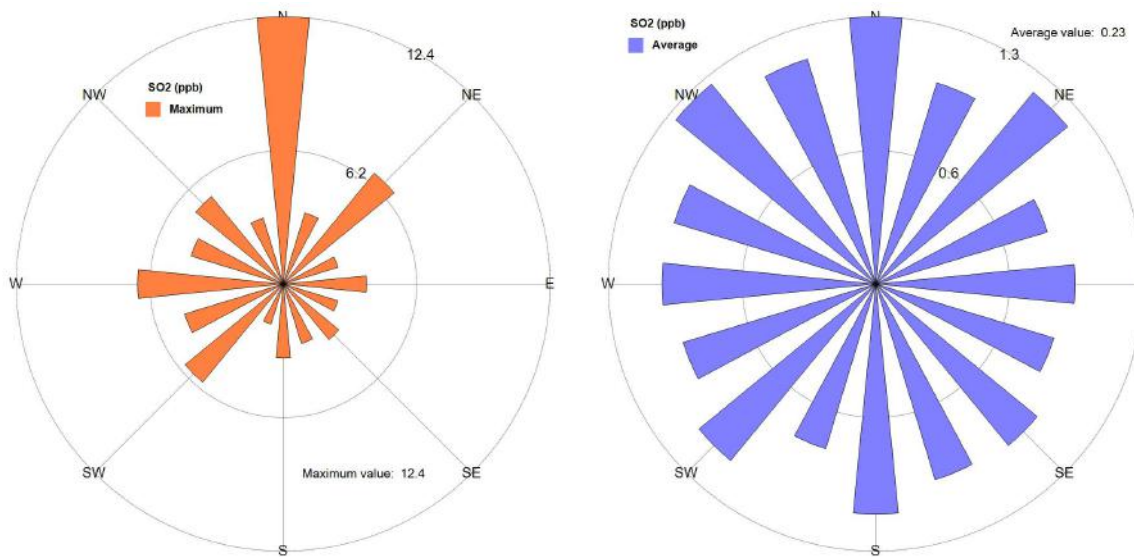 N
SO2 (ppb)
Maximum
12.4
NW
NE
6.2
W
E
SW
SE
Maximum value: 12.4
S
N
SO2 (ppb)
Average
Average value: 0.23
1.3
NW
NE
0.6
W
SW
SE
S